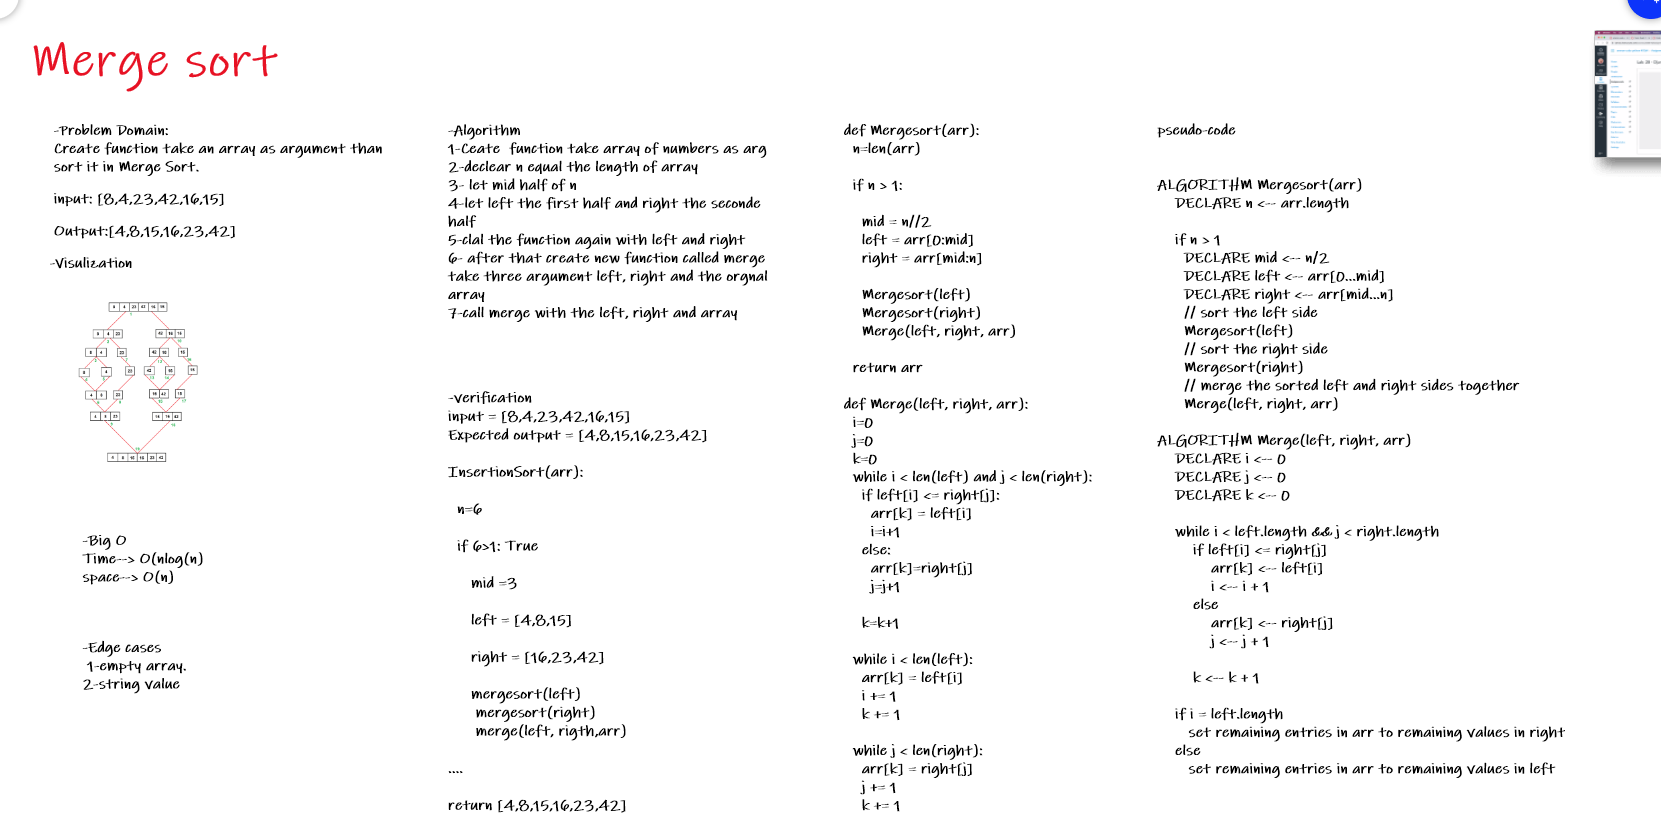 Merge sort
-Problem Domain:
Create function take an array as argument than
sort it in Merge Sort.
input: [8,4,23,42,16,15]
Output:[4,8,15,16,23,42]
-Visulization
-Big O
Time--> O(nlog(n)
space--> O(n)
-Edge cases
1-empty array.
2-string value
-Algorithm
1-Ceate function take array of numbers as arg
2-declear n equal the length of array
3- let mid half of n
4-let left the first half and right the seconde
half
5-clal the function again with left and right
6- after that create new function called merge
take three argument left, right and the orgnal
array
7-call merge with the left, right and array
-verification
input = [8,4,23,42,16,15]
Expected output = [4,8,15,16,23,42]
InsertionSort(arr):
n=6
if 6>1: True
mid =3
left = [4,8,15]
right = [16,23,42]
mergesort(left)
mergesort(right)
merge(left, rigth,arr)
....
return [4,8,15,16,23,42]
def Mergesort(arr):
n=len(arr)
if n > 1:
mid = n//2
left = arr[0:mid]
right = arr[mid:n]
Mergesort(left)
Mergesort(right)
Merge(left, right, arr)
return arr
def Merge(left, right, arr):
i=0
j=0
k=0
while i < len(left) and j < len(right):
if left[i] <= right[j]:
arr[k] = left[i]
i=i+1
else:
arr[k]=right[j]
j=j+1
k=k+1
while i < len(left):
arr[k] = left[i]
i += 1
k += 1
while j < len(right):
arr[k] = right[j]
j += 1
k += 1
pseudo-code
ALGORITHM Mergesort(arr)
DECLARE n <-- arr.length
if n > 1
DECLARE mid <-- n/2
DECLARE left <-- arr[0...mid]
DECLARE right <-- arr[mid...n]
// sort the left side
Mergesort(left)
// sort the right side
Mergesort(right)
// merge the sorted left and right sides together
Merge(left, right, arr)
ALGORITHM Merge(left, right, arr)
DECLARE i <-- 0
DECLARE j <-- 0
DECLARE k <-- 0
while i < left.length && j < right.length
if left[i] <= right[j]
arr[k] <-- left[i]
i <-- i + 1
else
arr[k] <-- right[j]
j <-- j + 1
k <-- k + 1
if i = left.length
set remaining entries in arr to remaining values in right
else
set remaining entries in arr to remaining values in left